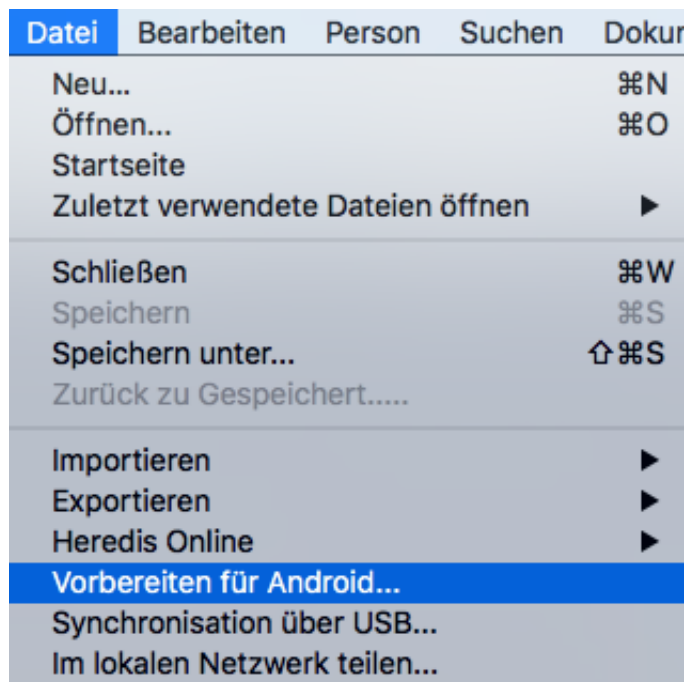 Datei Bearbeiten Person Suchen Dokur
Neu... ⌘N
Öffnen... ⌘O
Startseite
Zuletzt verwendete Dateien öffnen ▶
Schließen ⌘W
Speichern ⌘S
Speichern unter... ⇧⌘S
Zurück zu Gespeichert.....
Importieren ▶
Exportieren ▶
Heredis Online ▶
Vorbereiten für Android...
Synchronisation über USB...
Im lokalen Netzwerk teilen...